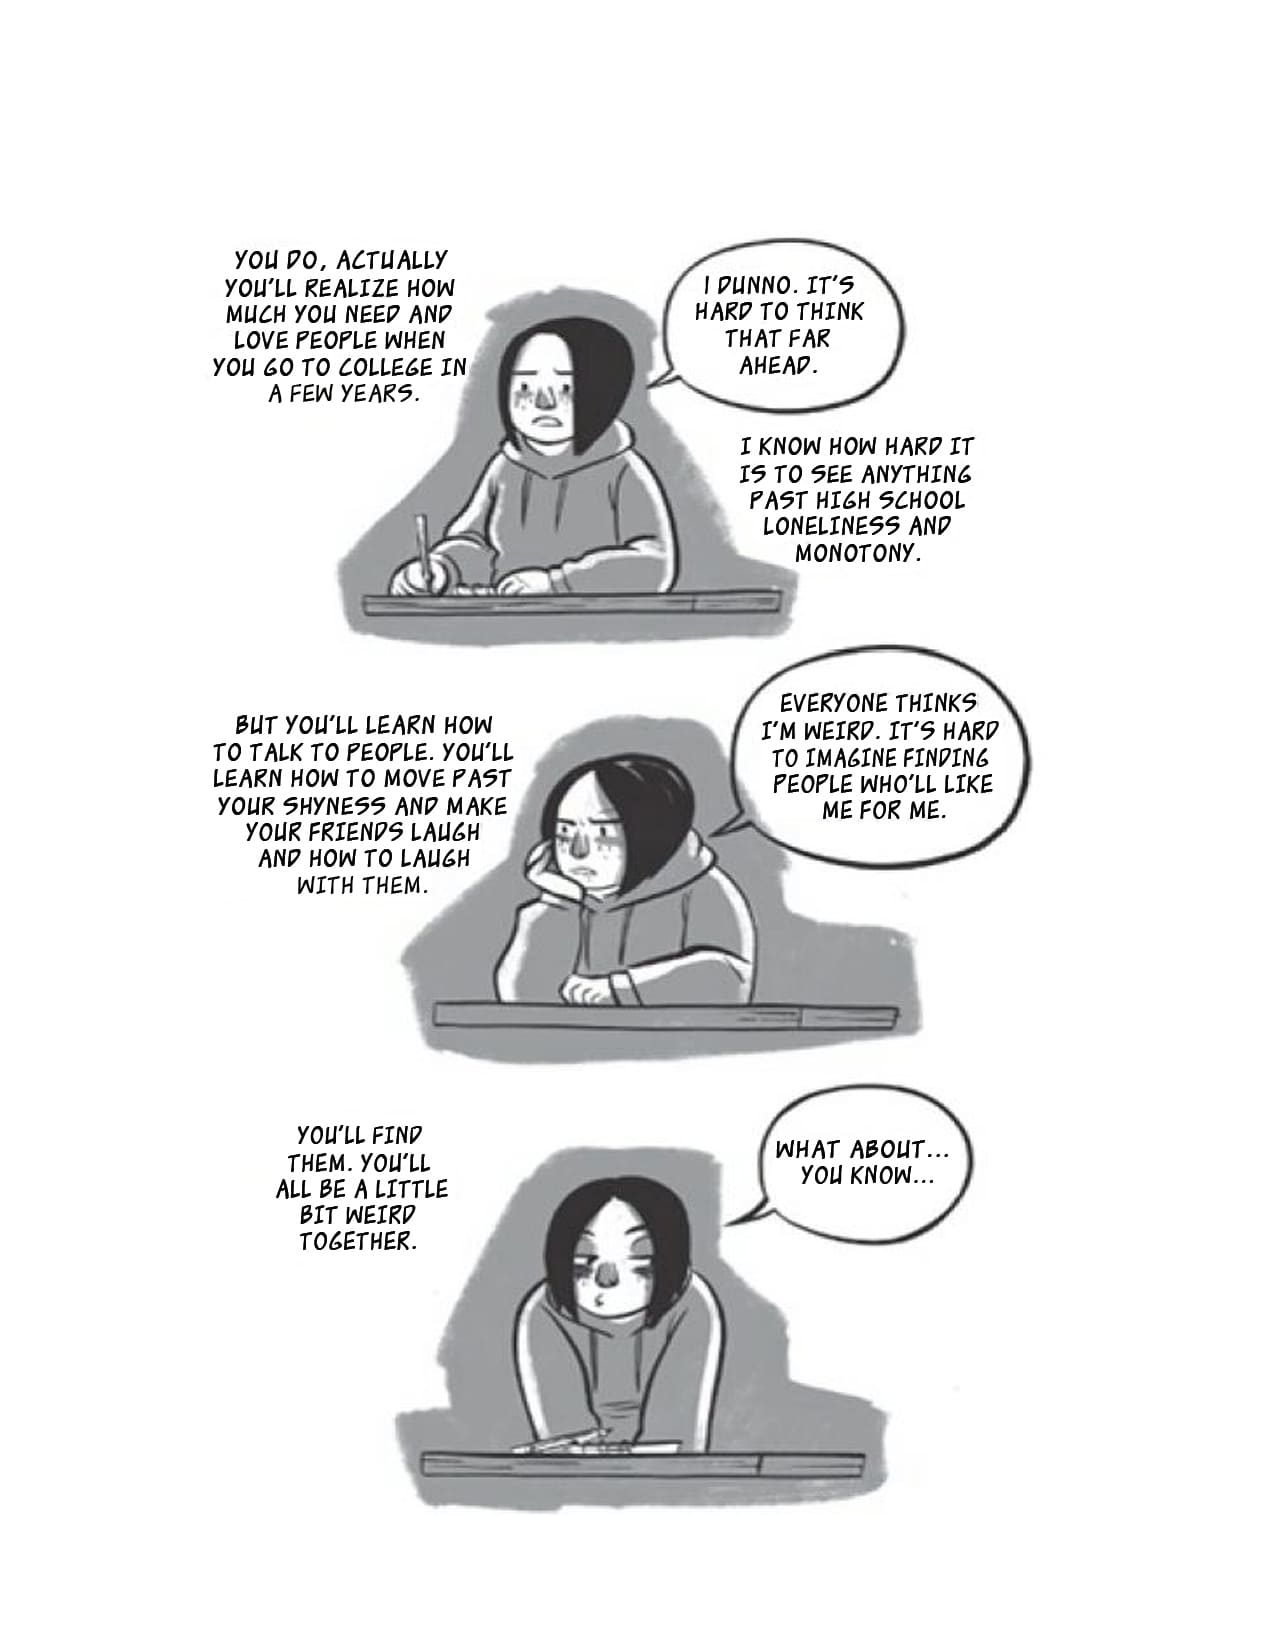 YOU DO, ACTUALLY
YOU'LL REALIZE HOW
MUCH YOU NEED AND
LOVE PEOPLE WHEN
YOU GO TO COLLEGE IN
A FEW YEARS.
I DUNNO. IT'S
HARD TO THINK
THAT FAR
AHEAD.
I KNOW HOW HARD IT
IS TO SEE ANYTHING
PAST HIGH SCHOOL
LONELINESS AND
MONOTONY.
BUT YOU'LL LEARN HOW
TO TALK TO PEOPLE. YOU'LL
LEARN HOW TO MOVE PAST
YOUR SHYNESS AND MAKE
YOUR FRIENDS LAUGH
AND HOW TO LAUGH
WITH THEM.
EVERYONE THINKS
I'M WEIRD. IT'S HARD
TO IMAGINE FINDING
PEOPLE WHO'LL LIKE
ME FOR ME.
YOU'LL FIND
THEM. YOU'LL
ALL BE A LITTLE
BIT WEIRD
TOGETHER.
WHAT ABOUT...
YOU KNOW...